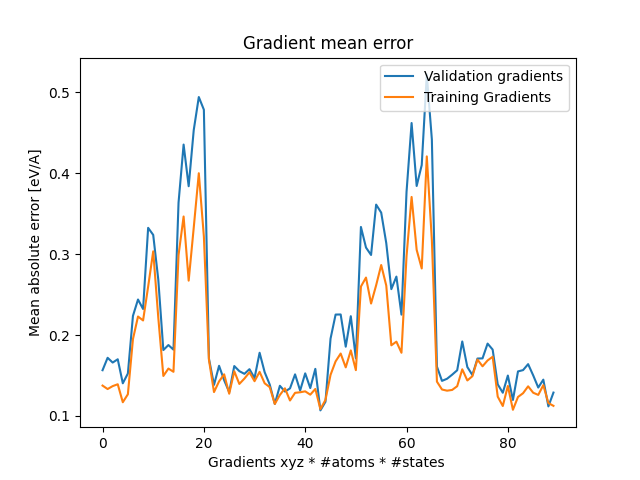 Gradient mean error
Validation gradients
Training Gradients
0.5
0.4
0.3
0.2
0.1
Mean absolute error [eV/A]
0 20 40 60 80
Gradients xyz * #atoms * #states